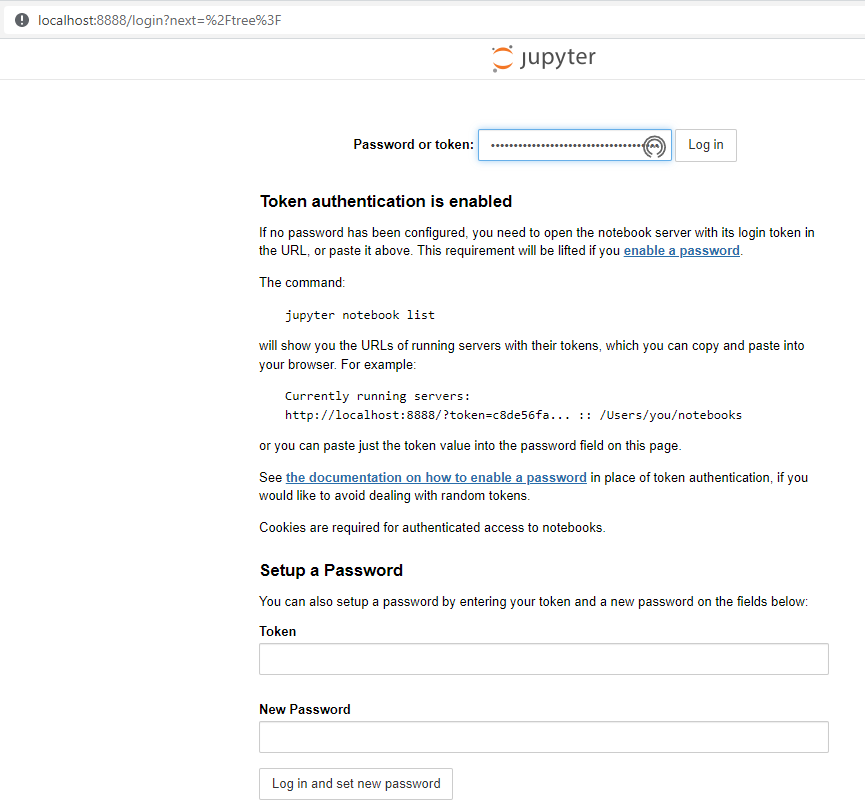 localhost:8888/login?next=%2Ftree%3F
jupyter
Password or token:
Log in
Token authentication is enabled
If no password has been configured, you need to open the notebook server with its login token in
the URL, or paste it above. This requirement will be lifted if you enable a password.
The command:
jupyter notebook list
will show you the URLs of running servers with their tokens, which you can copy and paste into
your browser. For example:
Currently running servers:
http://localhost:8888/?token=c8de56fa... :: /Users/you/notebooks
or you can paste just the token value into the password field on this page.
See the documentation on how to enable a password in place of token authentication, if you
would like to avoid dealing with random tokens.
Cookies are required for authenticated access to notebooks.
Setup a Password
You can also setup a password by entering your token and a new password on the fields below:
Token
New Password
Log in and set new password